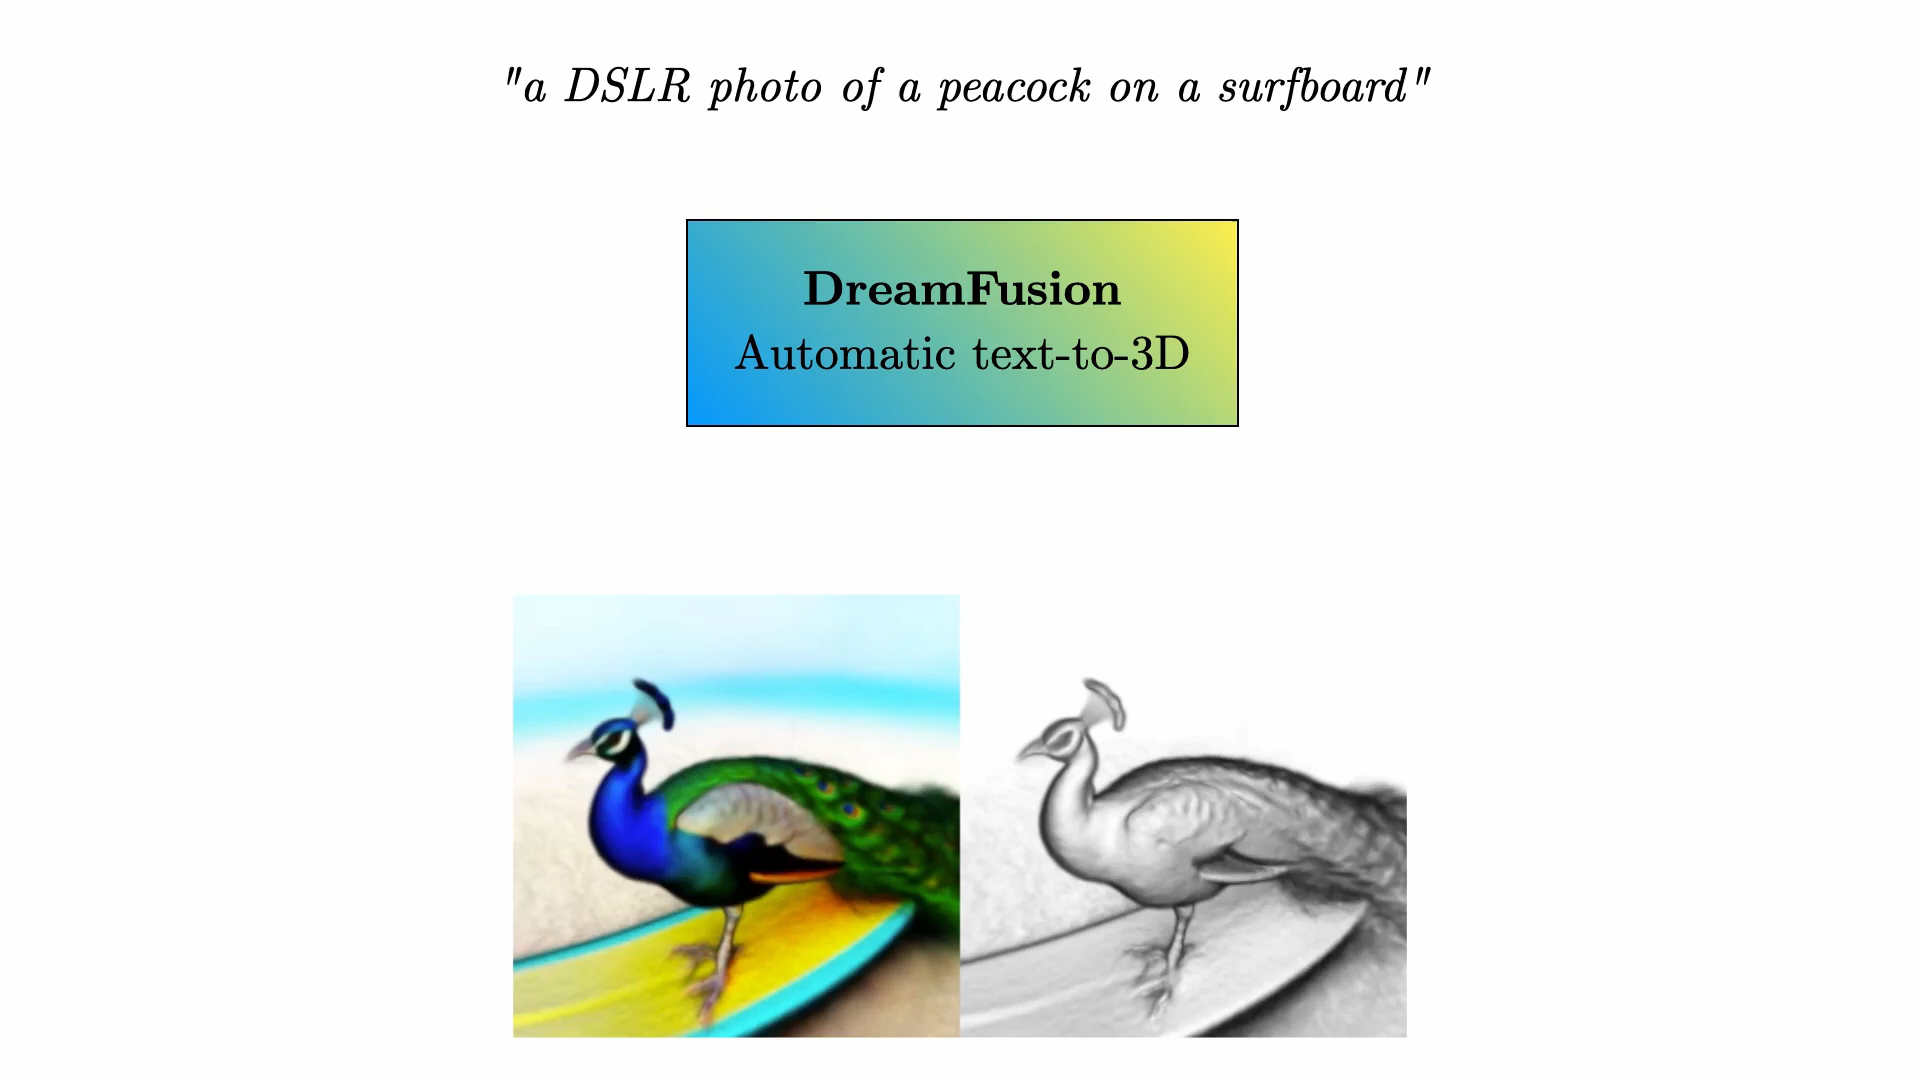 "a DSLR photo of a peacock on a surfboard"
DreamFusion
Automatic text-to-3D